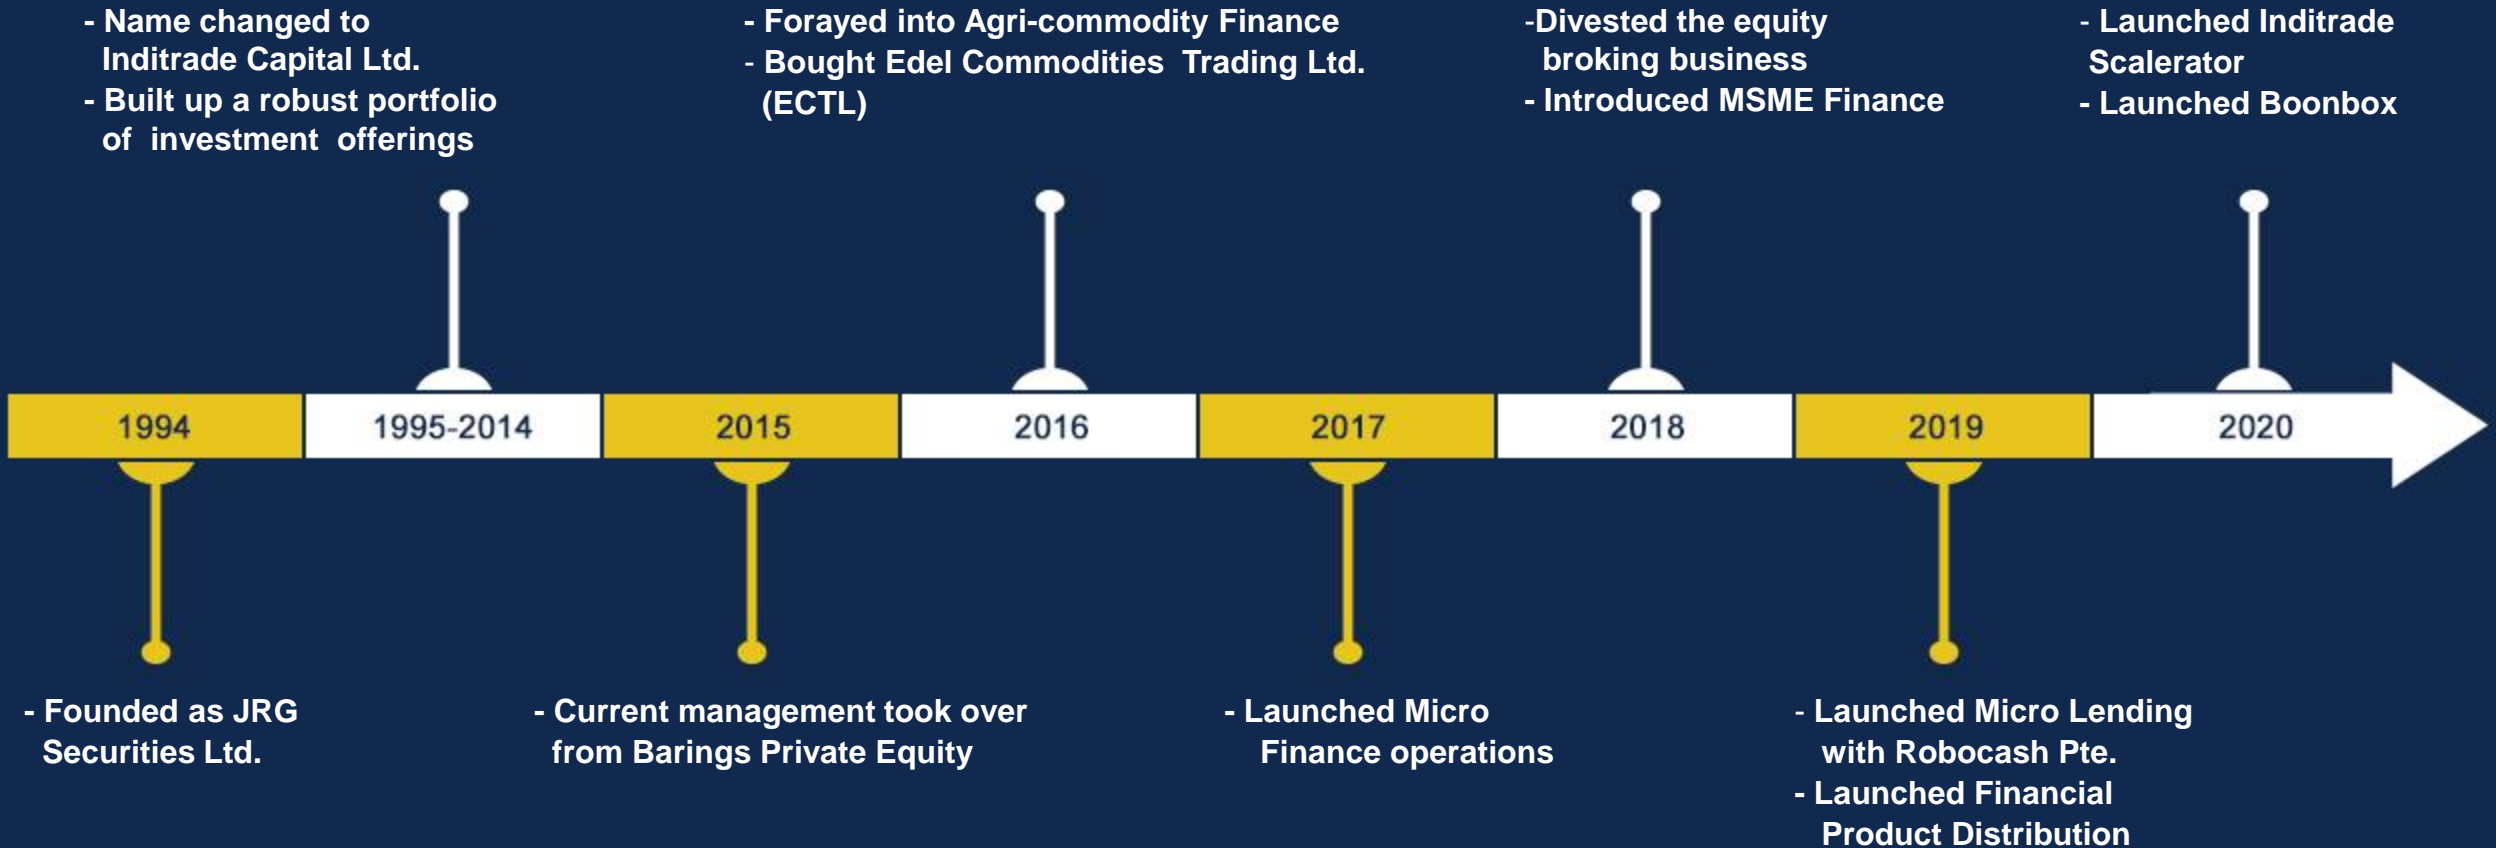 - Name changed to
Inditrade Capital Ltd.
- Built up a robust portfolio
of investment offerings
- Forayed into Agri-commodity Finance
- Bought Edel Commodities Trading Ltd.
(ECTL)
-Divested the equity
broking business
- Introduced MSME Finance
- Launched Inditrade
Scalerator
- Launched Boonbox
1994
1995-2014
2015
2016
2017
2018
2019
2020
- Founded as JRG
Securities Ltd.
- Current management took over
from Barings Private Equity
- Launched Micro
Finance operations
- Launched Micro Lending
with Robocash Pte.
- Launched Financial
Product Distribution